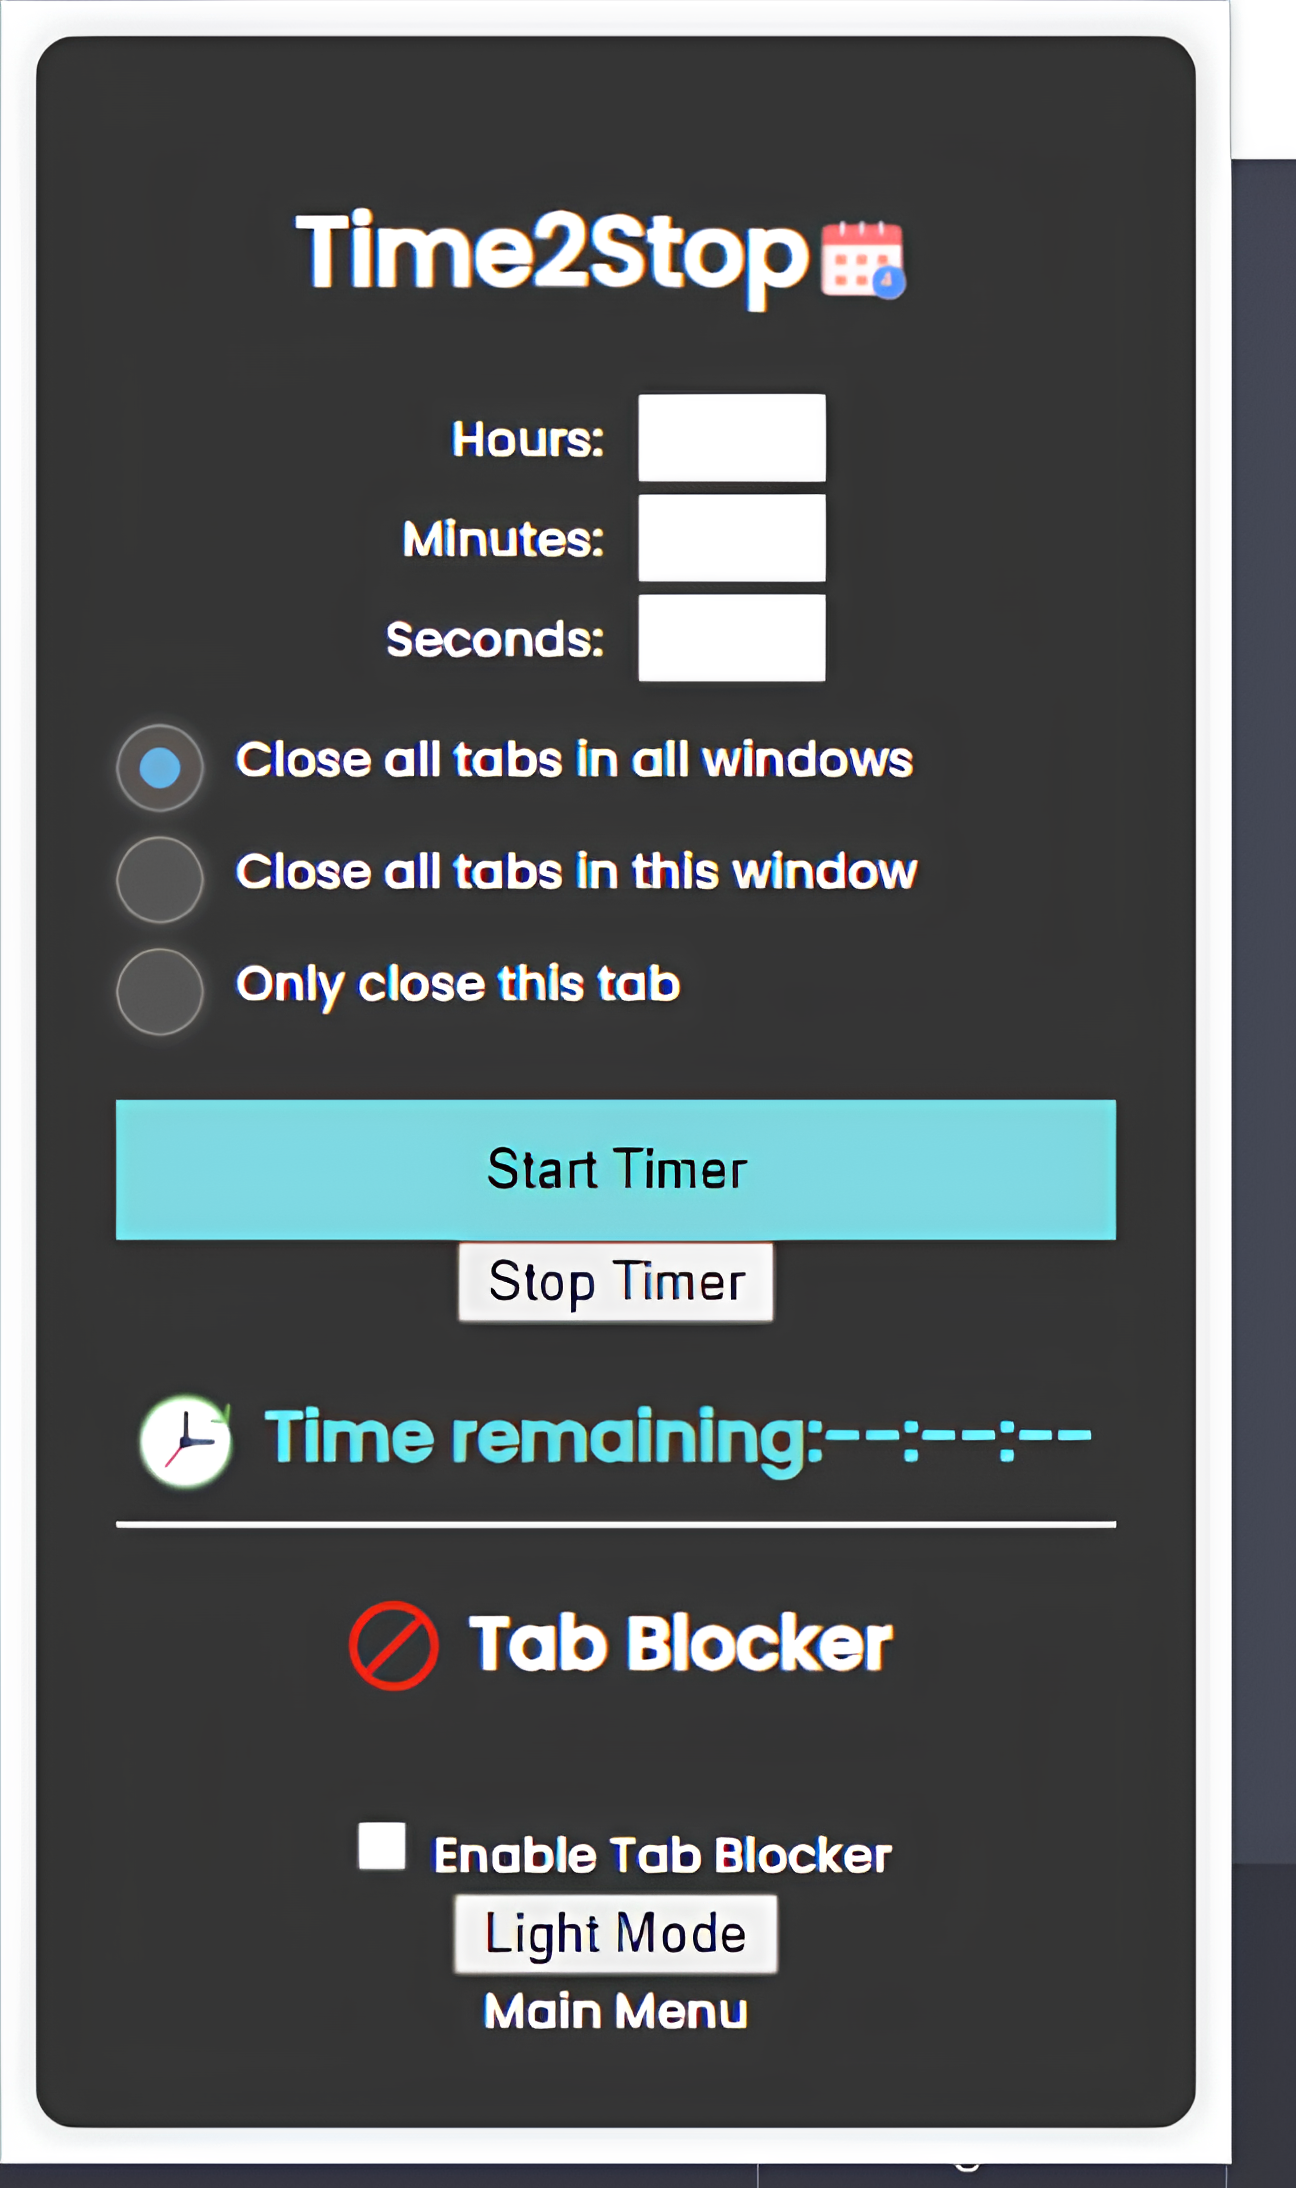 Time2Stop
Hours:
Minutes:
Seconds:
Close all tabs in all windows
Close all tabs in this window
Only close this tab
Start Timer
Stop Timer
Time remaining:--:--:--
Tab Blocker
Enable Tab Blocker
Light Mode
Main Menu